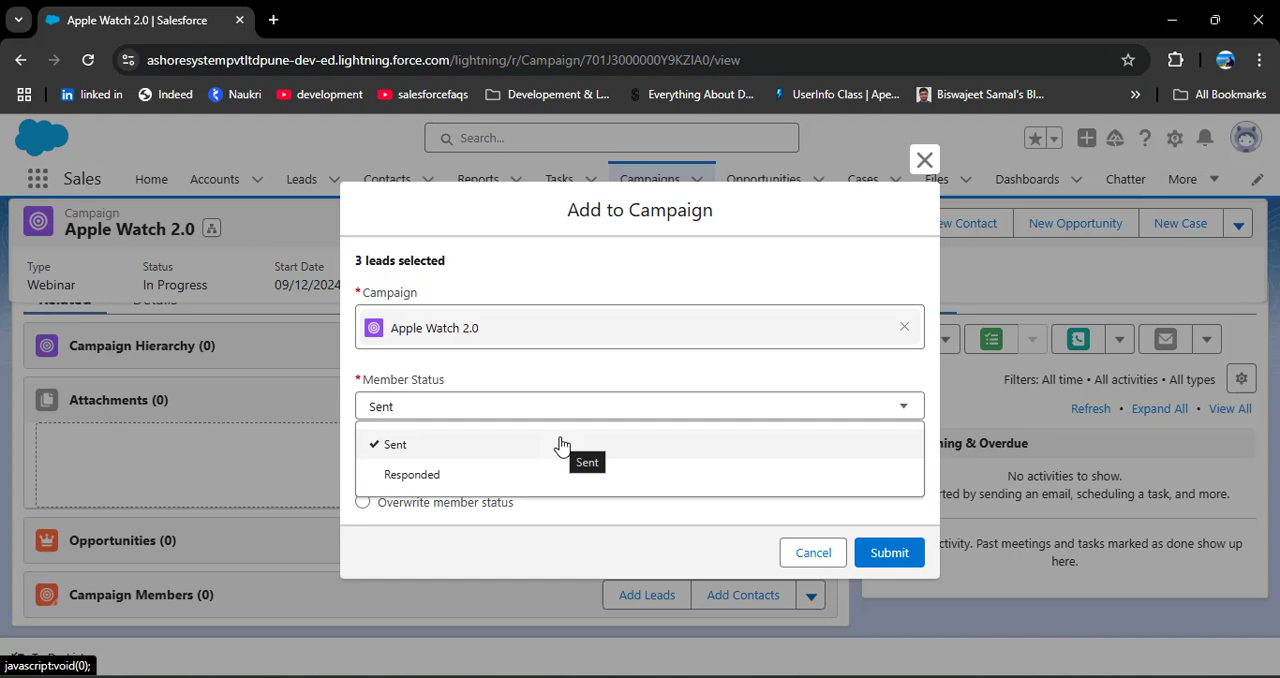 Apple Watch 2.0 | Salesforce
ashoresystempvtltdpune-dev-ed.lightning.force.com/lightning/r/Campaign/701J3000000Y9KZIA0/view
linked in Indeed Naukri development salesforcefaqs Developement & L... Everything About D... UserInfo Class | Ape... Biswajeet Samal's Bl... » All Bookmarks
Search...
Sales Home Accounts Leads Contacts Reports Tasks Campaigns Opportunities Cases Files Dashboards Chatter More
Campaign
Apple Watch 2.0
ew Contact New Opportunity New Case
Type Status Start Date
Webinar In Progress 09/12/2024
Related Details
Add to Campaign
3 leads selected
* Campaign
Apple Watch 2.0
* Member Status
Sent
Sent
Responded
Sent
Overwrite member status
Cancel Submit
Campaign Hierarchy (0)
Attachments (0)
Opportunities (0)
Campaign Members (0)
Add Leads Add Contacts
Filters: All time • All activities • All types
Refresh • Expand All • View All
ing & Overdue
No activities to show.
rted by sending an email, scheduling a task, and more.
ctivity. Past meetings and tasks marked as done show up
here.
javascript:void(0);